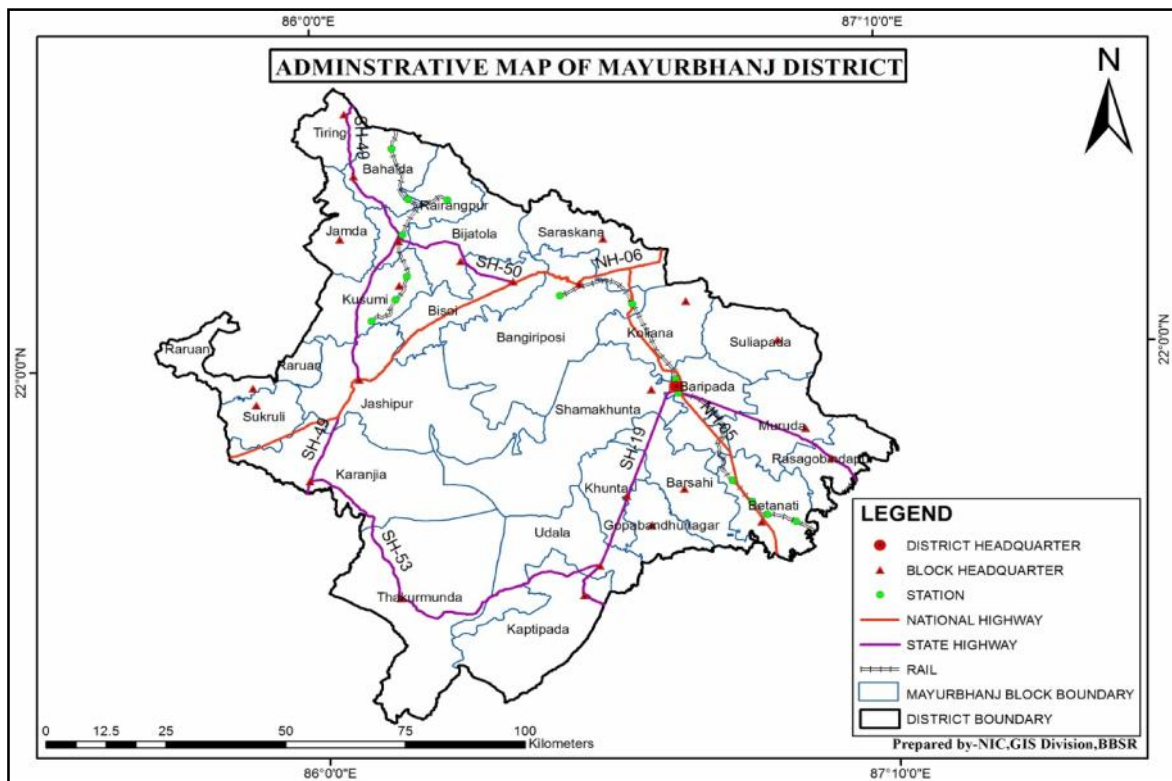 86°0'0"E
87°10'0"E
ADMINSTRATIVE MAP OF MAYURBHANJ DISTRICT
N
Tiring
SH-49
Bahalda
Rairangpur
Jamda
Bijatola
Saraskana
SH-50
NH-06
Kusumi
Bisoi
Bangiriposi
Koliana
Suliapada
22°0'0"N
22°0'0"N
Raruan
Raruan
Jashipur
Baripada
Sukruli
Shamakhunta
NH-05
Muruda
SH-49
SH-19
Rasagobindapur
Karanjia
Khunta
Barsahi
Betanati
Udala
Gopabandhunagar
SH-53
Thakurmunda
Kaptipada
LEGEND
DISTRICT HEADQUARTER
BLOCK HEADQUARTER
STATION
NATIONAL HIGHWAY
STATE HIGHWAY
RAIL
MAYURBHANJ BLOCK BOUNDARY
DISTRICT BOUNDARY
Prepared by-NIC,GIS Division,BBSR
0 12.5 25 50 75 100
Kilometers
86°0'0"E
87°10'0"E